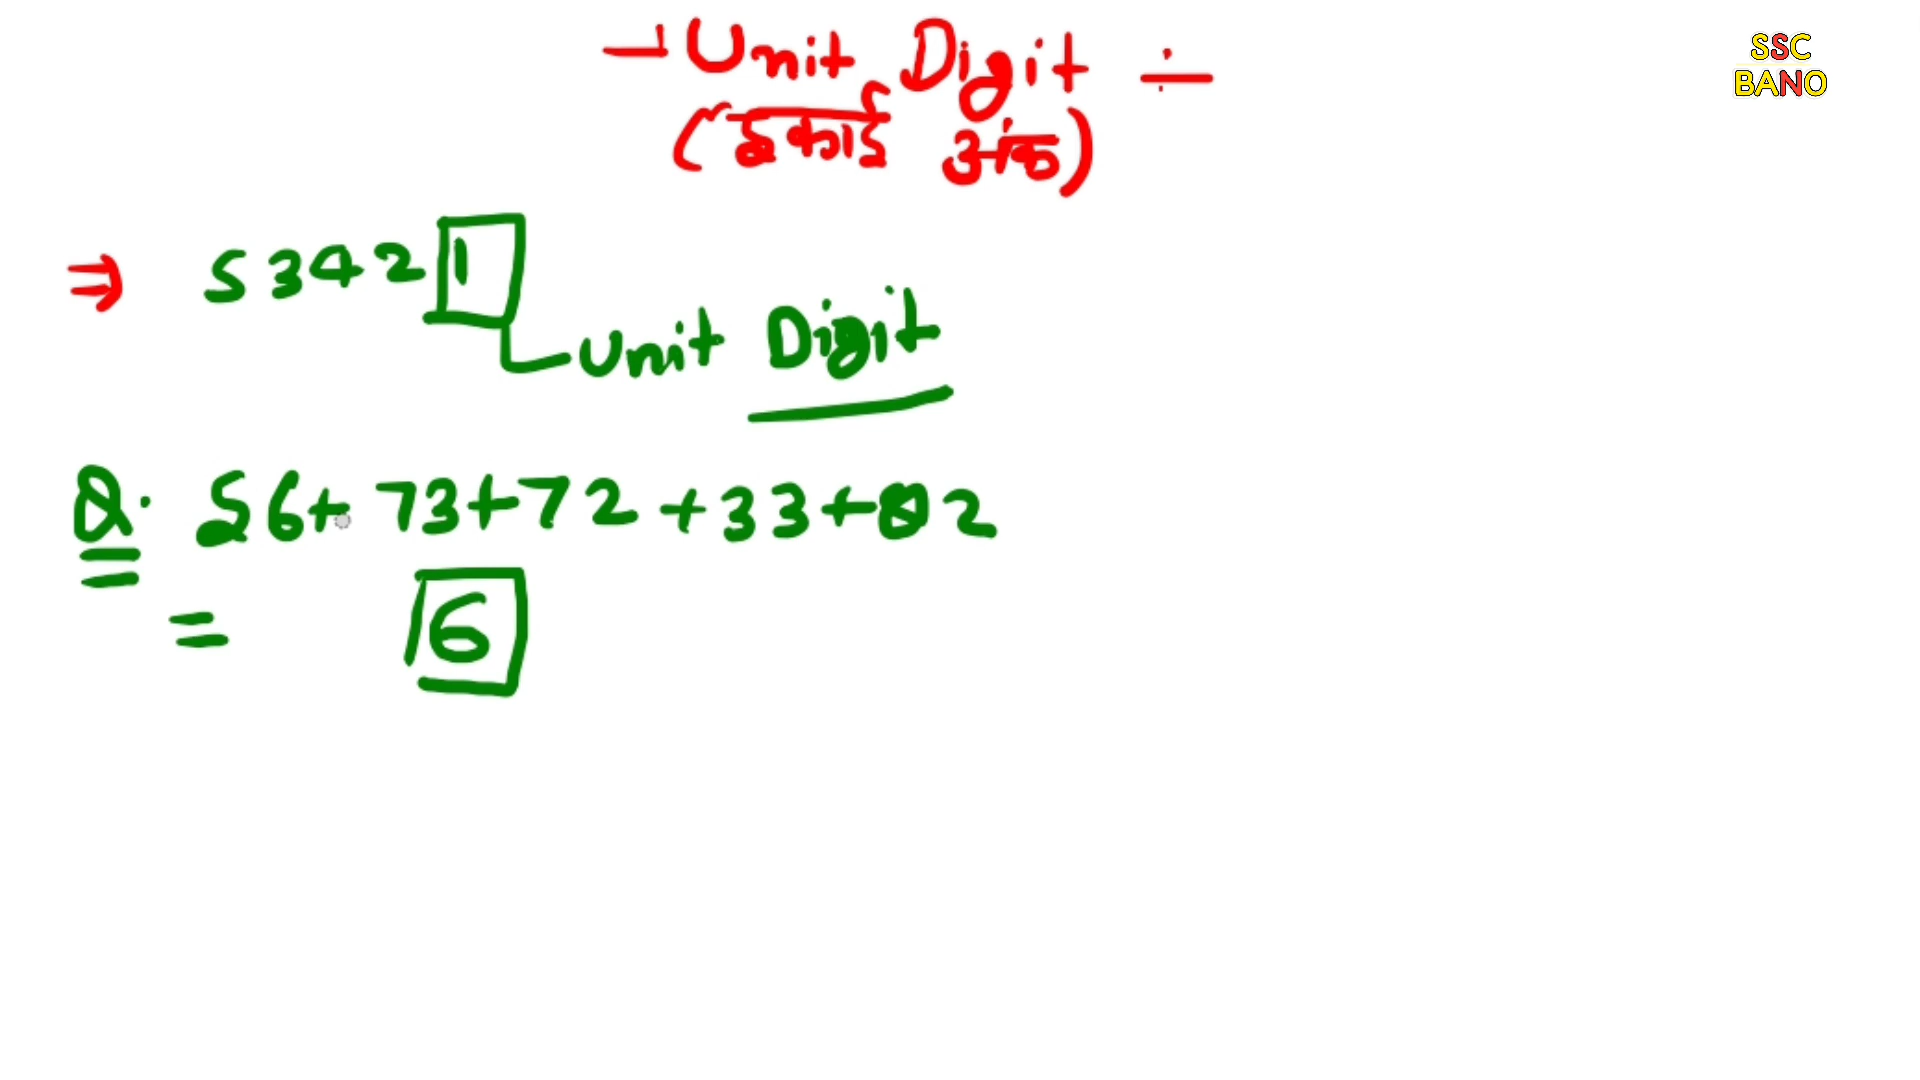 Unit Digit ÷
(इकाई अंक)
SSC
BANO
⇒ 53421
Unit Digit
Q. 56+73+72+33+82
= 6